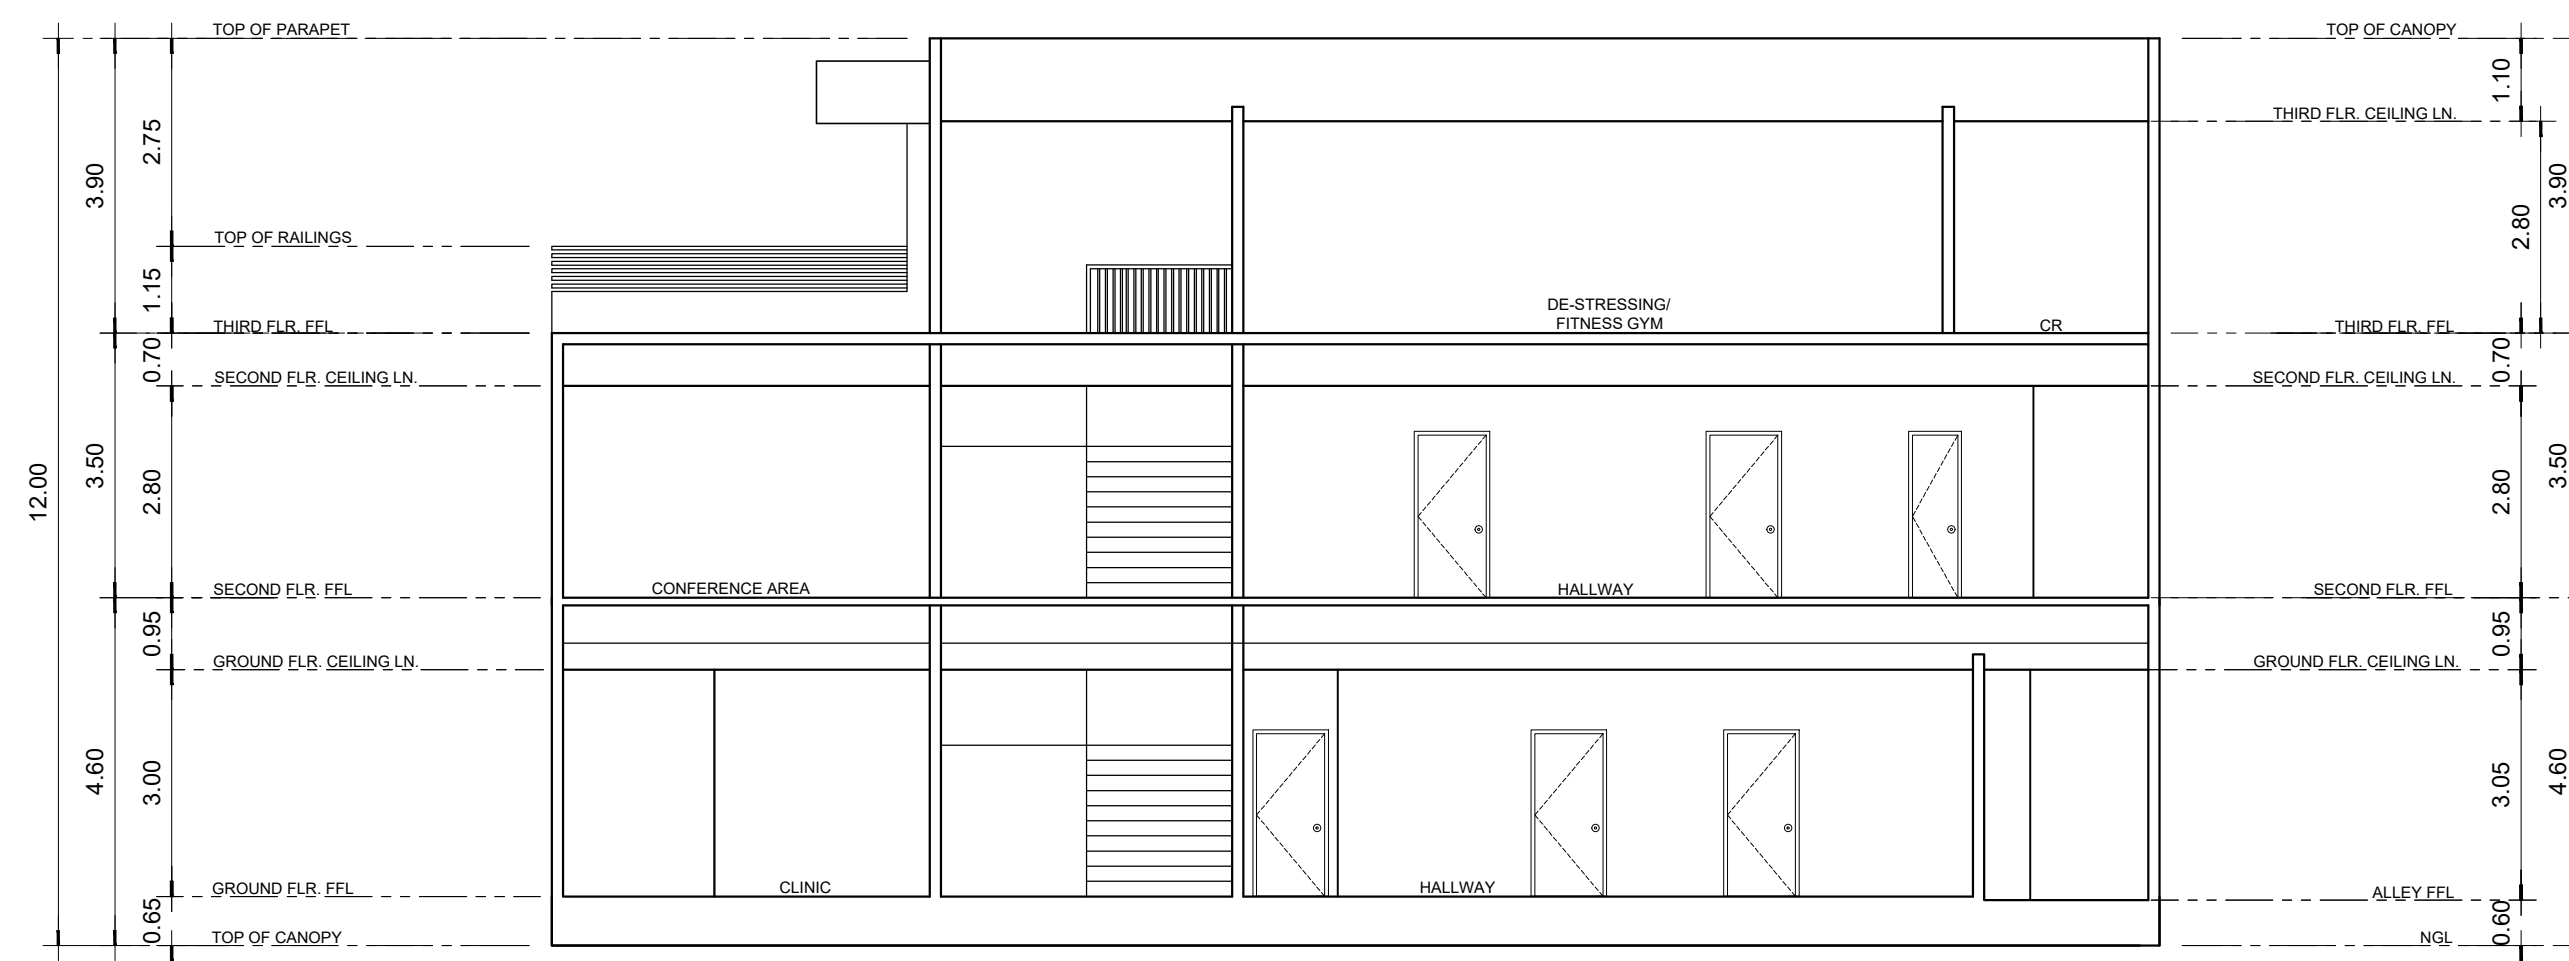 TOP OF PARAPET
TOP OF CANOPY
1.10
THIRD FLR. CEILING LN.
2.75
3.90
3.90
2.80
TOP OF RAILINGS
1.15
DE-STRESSING/
FITNESS GYM
CR
THIRD FLR. FFL
THIRD FLR. FFL
0.70
0.70
SECOND FLR. CEILING LN.
SECOND FLR. CEILING LN.
12.00
3.50
2.80
2.80
3.50
SECOND FLR. FFL
CONFERENCE AREA
HALLWAY
SECOND FLR. FFL
0.95
0.95
GROUND FLR. CEILING LN.
GROUND FLR. CEILING LN.
4.60
3.00
3.05
4.60
GROUND FLR. FFL
CLINIC
HALLWAY
ALLEY FFL
0.65
0.60
TOP OF CANOPY
NGL